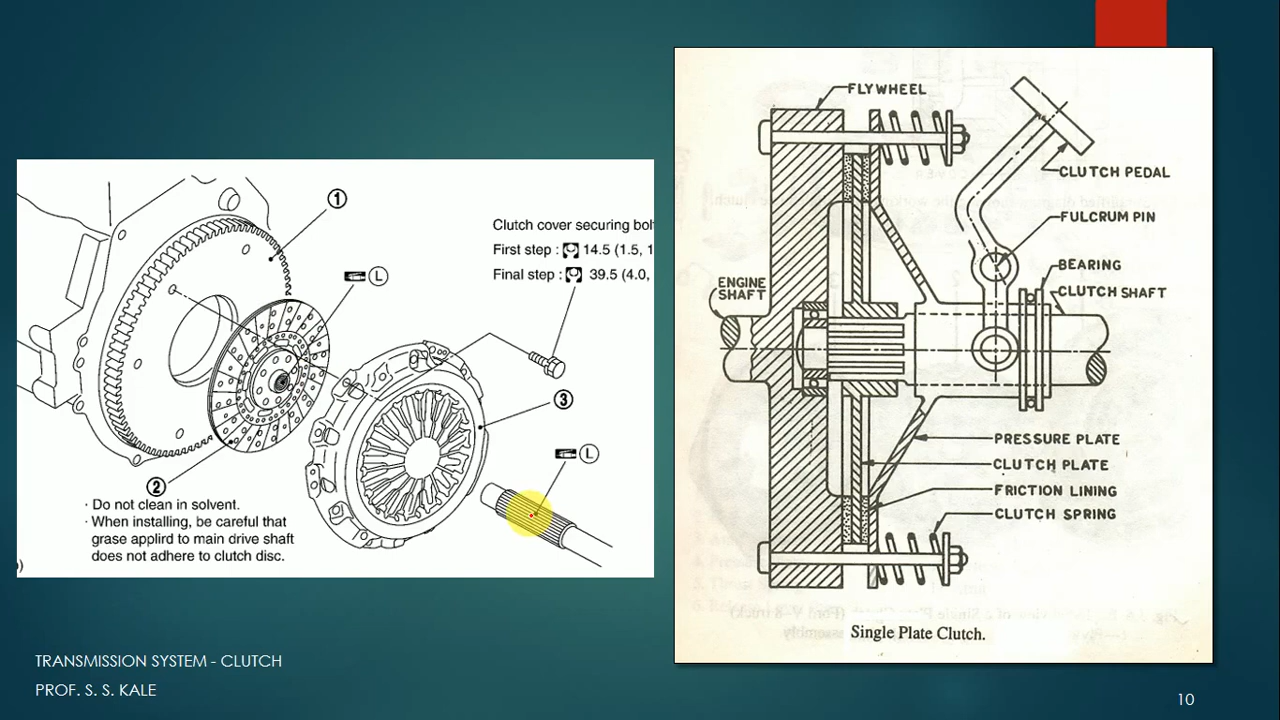 ①
Ⓛ
Clutch cover securing bol
First step : 14.5 (1.5, 1
Final step : 39.5 (4.0,
③
Ⓛ
②
· Do not clean in solvent.
· When installing, be careful that
grase applird to main drive shaft
does not adhere to clutch disc.
)
FLYWHEEL
CLUTCH PEDAL
FULCRUM PIN
BEARING
ENGINE
SHAFT
CLUTCH SHAFT
PRESSURE PLATE
CLUTCH PLATE
FRICTION LINING
CLUTCH SPRING
Single Plate Clutch.
TRANSMISSION SYSTEM - CLUTCH
PROF. S. S. KALE
10